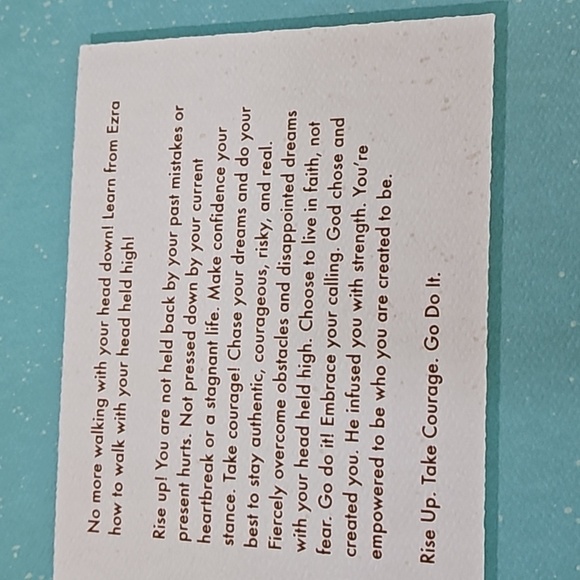 No more walking with your head down! Learn from Ezra
how to walk with your head held high!
Rise up! You are not held back by your past mistakes or
present hurts. Not pressed down by your current
heartbreak or a stagnant life. Make confidence your
stance. Take courage! Chase your dreams and do your
best to stay authentic, courageous, risky, and real.
Fiercely overcome obstacles and disappointed dreams
with your head held high. Choose to live in faith, not
fear. Go do it! Embrace your calling. God chose and
created you. He infused you with strength. You're
empowered to be who you are created to be.
Rise Up. Take Courage. Go Do It.